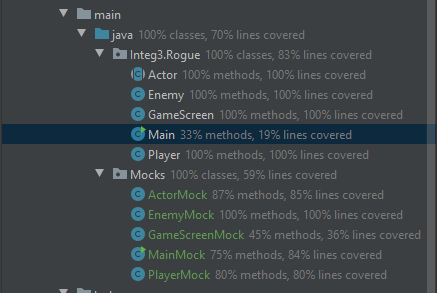 main
java 100% classes, 70% lines covered
Integ3.Rogue 100% classes, 83% lines covered
Actor 100% methods, 100% lines covered
Enemy 100% methods, 100% lines covered
GameScreen 100% methods, 100% lines covered
Main 33% methods, 19% lines covered
Player 100% methods, 100% lines covered
Mocks 100% classes, 59% lines covered
ActorMock 87% methods, 85% lines covered
EnemyMock 100% methods, 100% lines covered
GameScreenMock 45% methods, 36% lines covered
MainMock 75% methods, 84% lines covered
PlayerMock 80% methods, 80% lines covered